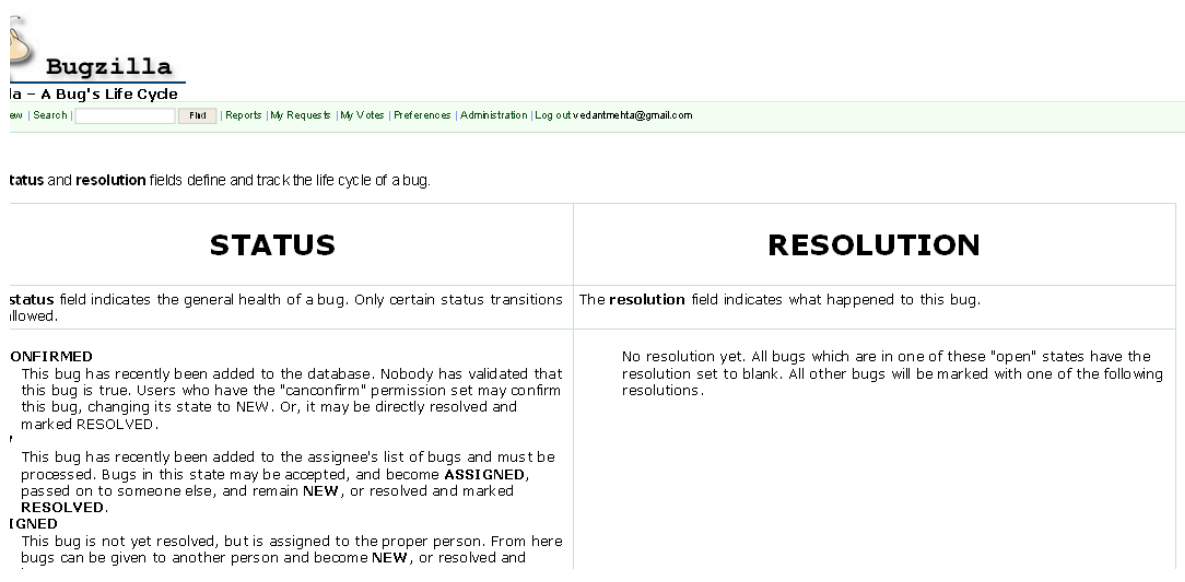 Bugzilla
la – A Bug's Life Cycle
ew | Search | Find | Reports | My Requests | My Votes | Preferences | Administration | Log out vedantmehta@gmail.com
tatus and resolution fields define and track the life cycle of a bug.
STATUS
status field indicates the general health of a bug. Only certain status transitions
llowed.
RESOLUTION
The resolution field indicates what happened to this bug.
ONFIRMED
This bug has recently been added to the database. Nobody has validated that
this bug is true. Users who have the "canconfirm" permission set may confirm
this bug, changing its state to NEW. Or, it may be directly resolved and
marked RESOLVED.
This bug has recently been added to the assignee's list of bugs and must be
processed. Bugs in this state may be accepted, and become ASSIGNED,
passed on to someone else, and remain NEW, or resolved and marked
RESOLVED.
IGNED
This bug is not yet resolved, but is assigned to the proper person. From here
bugs can be given to another person and become NEW, or resolved and
No resolution yet. All bugs which are in one of these "open" states have the
resolution set to blank. All other bugs will be marked with one of the following
resolutions.